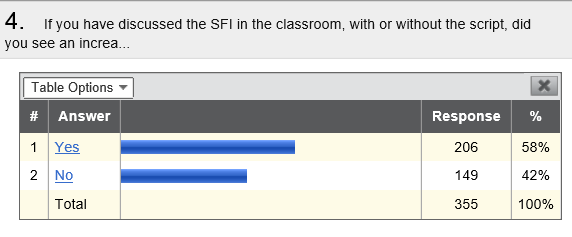 4. If you have discussed the SFI in the classroom, with or without the script, did
you see an increa...
Table Options
# Answer Response %
1 Yes 206 58%
2 No 149 42%
Total 355 100%